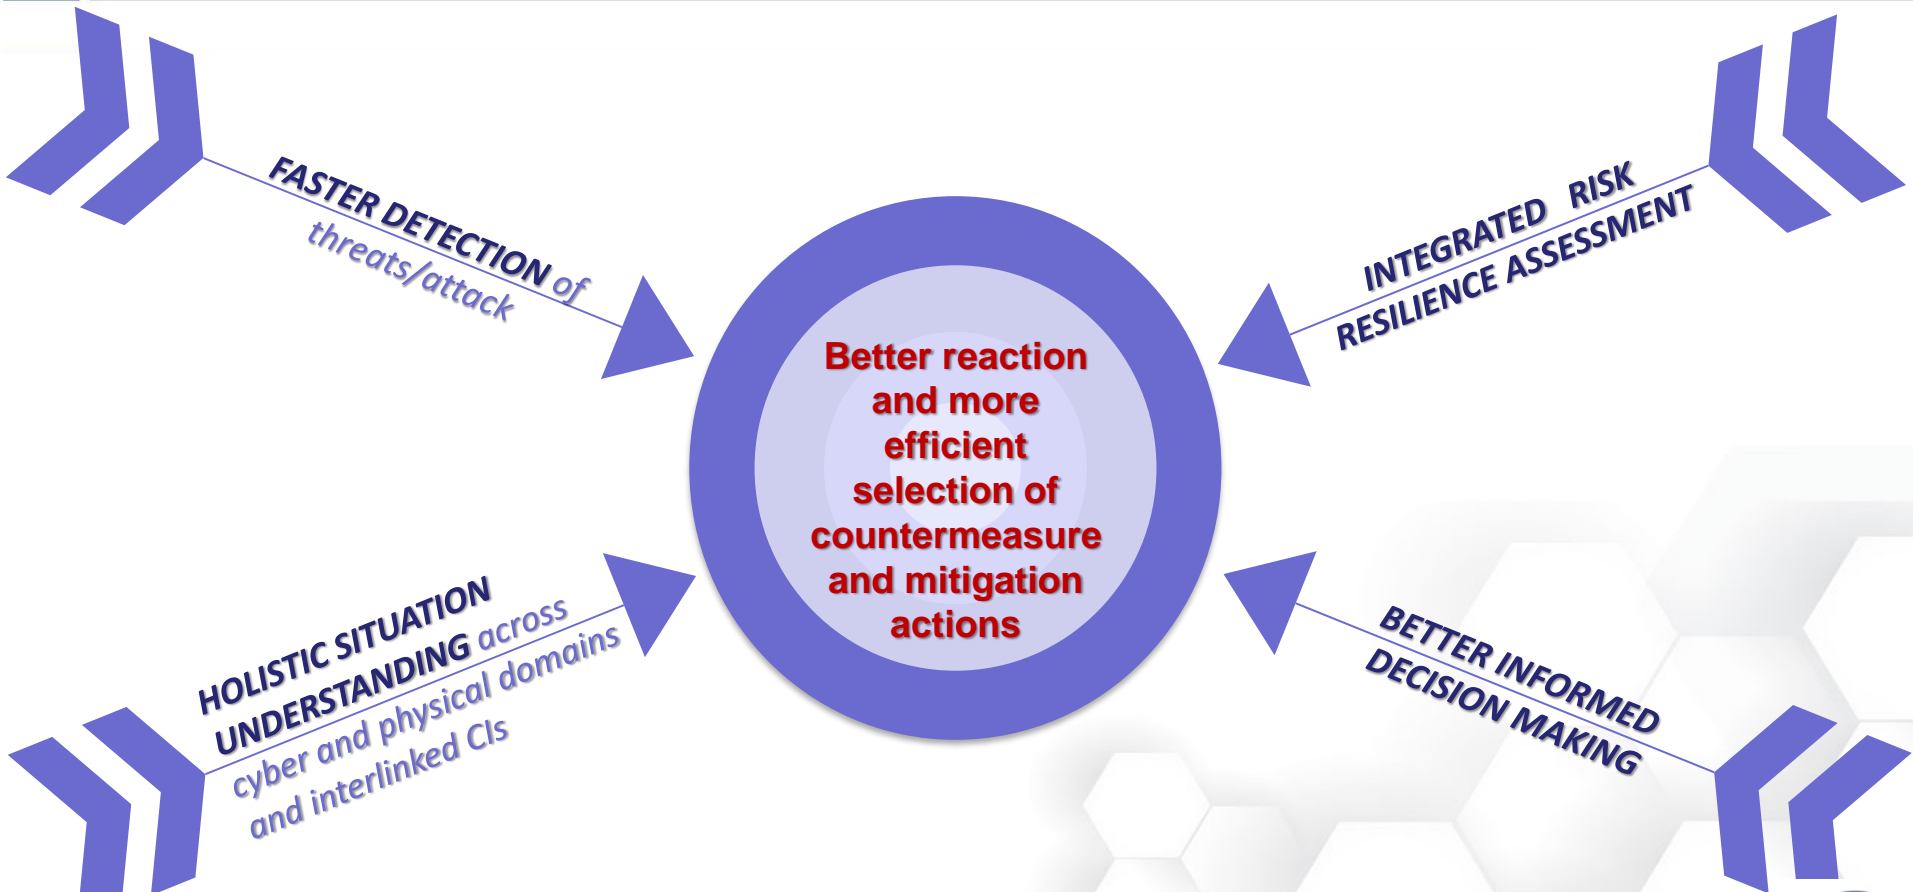 FASTER DETECTION of
threats/attack
INTEGRATED RISK
RESILIENCE ASSESSMENT
Better reaction
and more
efficient
selection of
countermeasure
and mitigation
actions
HOLISTIC SITUATION
UNDERSTANDING across
cyber and physical domains
and interlinked CIs
BETTER INFORMED
DECISION MAKING